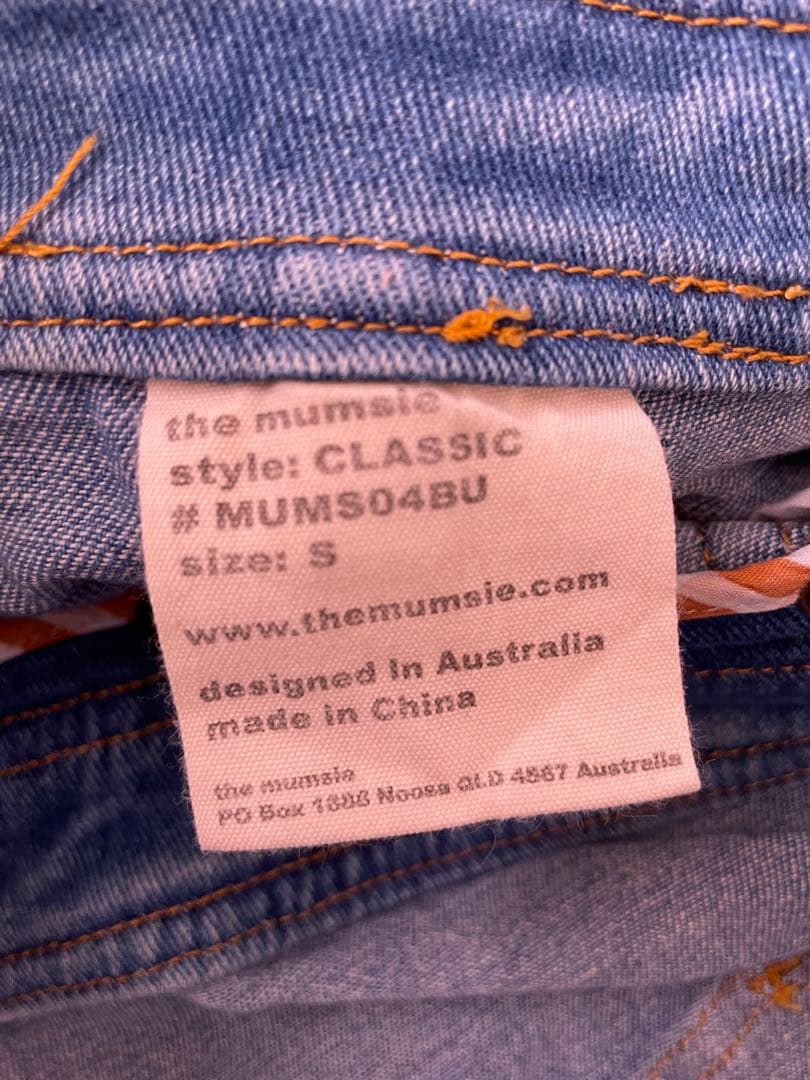 the mumsie
style: CLASSIC
# MUMS04BU
size: S
www.themumsie.com
designed in Australia
made in China
the mumsie
PO Box Noosa QLD 4567 Australia